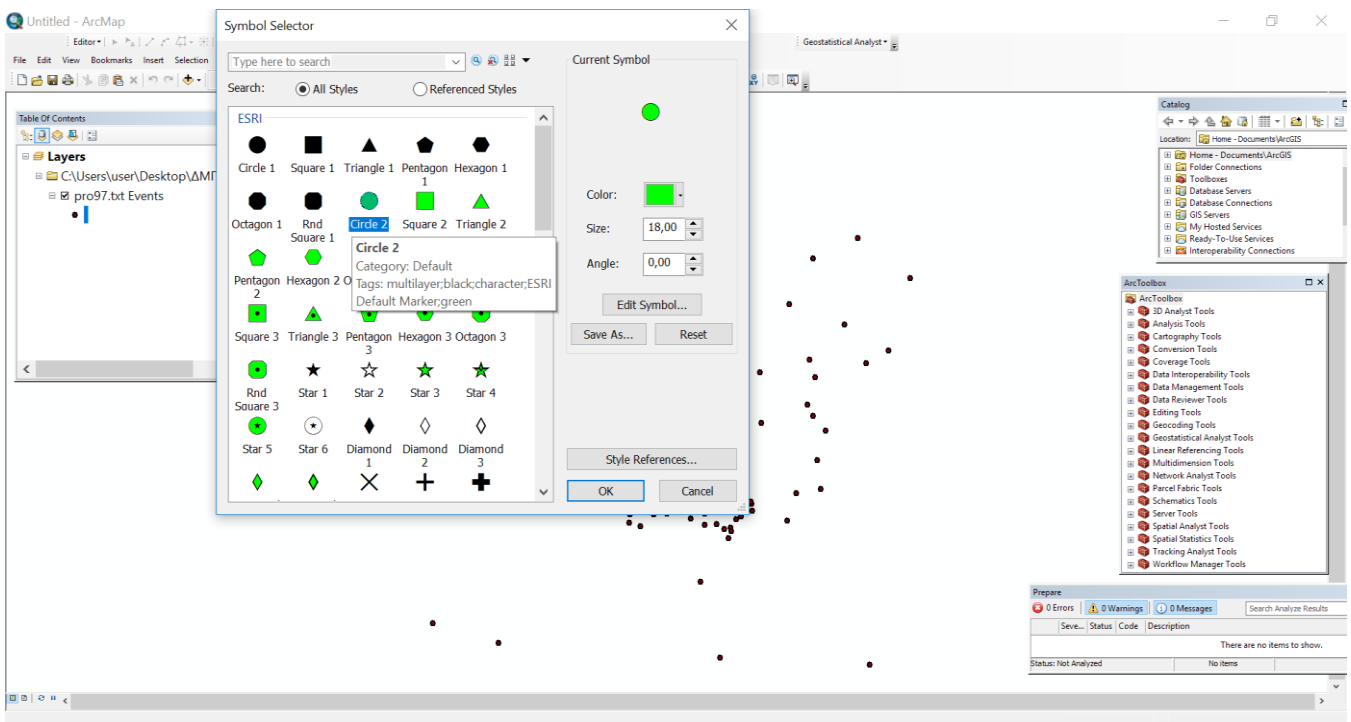 Untitled - ArcMap
Editor
Geostatistical Analyst
File Edit View Bookmarks Insert Selection
Table Of Contents
Layers
C:\Users\user\Desktop\ΔΜΠ
pro97.txt Events
Symbol Selector
Type here to search
Search: All Styles Referenced Styles
ESRI
Circle 1 Square 1 Triangle 1 Pentagon 1 Hexagon 1
Octagon 1 Rnd Square 1 Circle 2 Square 2 Triangle 2
Pentagon 2 Hexagon 2 O
Circle 2
Category: Default
Tags: multilayer;black;character;ESRI
Default Marker;green
Square 3 Triangle 3 Pentagon 3 Hexagon 3 Octagon 3
Rnd Square 3 Star 1 Star 2 Star 3 Star 4
Star 5 Star 6 Diamond 1 Diamond 2 Diamond 3
Current Symbol
Color:
Size: 18,00
Angle: 0,00
Edit Symbol...
Save As... Reset
Style References...
OK Cancel
Catalog
Location: Home - Documents\ArcGIS
Home - Documents\ArcGIS
Folder Connections
Toolboxes
Database Servers
Database Connections
GIS Servers
My Hosted Services
Ready-To-Use Services
Interoperability Connections
ArcToolbox
ArcToolbox
3D Analyst Tools
Analysis Tools
Cartography Tools
Conversion Tools
Coverage Tools
Data Interoperability Tools
Data Management Tools
Data Reviewer Tools
Editing Tools
Geocoding Tools
Geostatistical Analyst Tools
Linear Referencing Tools
Multidimension Tools
Network Analyst Tools
Parcel Fabric Tools
Schematics Tools
Server Tools
Spatial Analyst Tools
Spatial Statistics Tools
Tracking Analyst Tools
Workflow Manager Tools
Prepare
0 Errors 0 Warnings 0 Messages Search Analyze Results
Seve... Status Code Description
There are no items to show.
Status: Not Analyzed No items